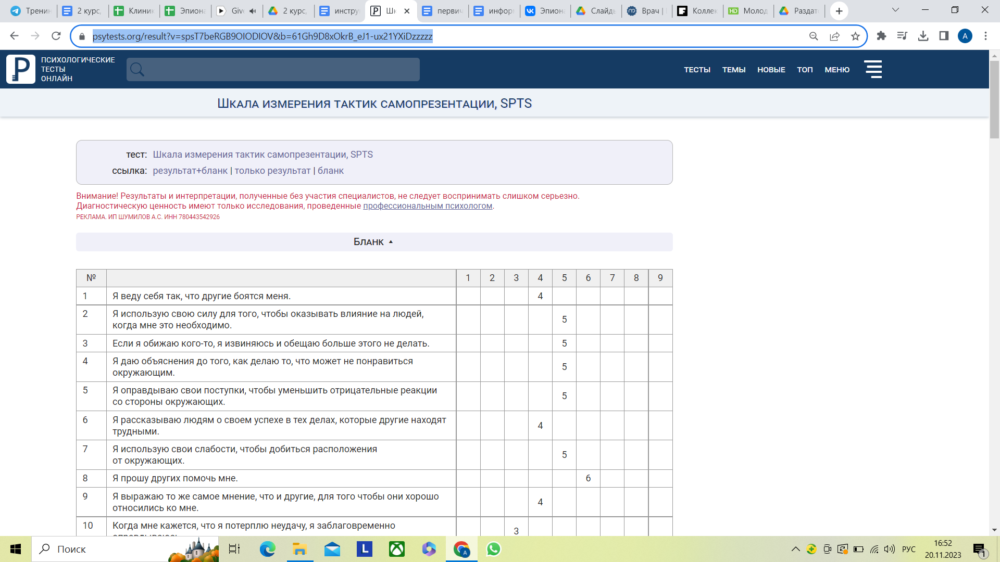 Тренин
2 курс,
Клиник
Эпиона
Give
2 курс,
инстру
Шк
первич
инфор
Эпиона
Слайды
Врач |
Коллек
HD
Молод
Раздат
psytests.org/result?v=spsT7beRGB9OIODIOV&b=61Gh9D8xOkrB_eJ1-ux21YXiDzzzzz
A
ПСИХОЛОГИЧЕСКИЕ
ТЕСТЫ
ОНЛАЙН
ТЕСТЫ ТЕМЫ НОВЫЕ ТОП МЕНЮ
Шкала измерения тактик самопрезентации, SPTS
тест: Шкала измерения тактик самопрезентации, SPTS
ссылка: результат+бланк | только результат | бланк
Внимание! Результаты и интерпретации, полученные без участия специалистов, не следует воспринимать слишком серьезно.
Диагностическую ценность имеют только исследования, проведенные профессиональным психологом.
РЕКЛАМА. ИП ШУМИЛОВ А.С. ИНН 780443542926
Бланк ▲
№ 1 2 3 4 5 6 7 8 9
1 Я веду себя так, что другие боятся меня. 4
2 Я использую свою силу для того, чтобы оказывать влияние на людей,
когда мне это необходимо. 5
3 Если я обижаю кого-то, я извиняюсь и обещаю больше этого не делать. 5
4 Я даю объяснения до того, как делаю то, что может не понравиться
окружающим. 5
5 Я оправдываю свои поступки, чтобы уменьшить отрицательные реакции
со стороны окружающих. 5
6 Я рассказываю людям о своем успехе в тех делах, которые другие находят
трудными. 4
7 Я использую свои слабости, чтобы добиться расположения
от окружающих. 5
8 Я прошу других помочь мне. 6
9 Я выражаю то же самое мнение, что и другие, для того чтобы они хорошо
относились ко мне. 4
10 Когда мне кажется, что я потерплю неудачу, я заблаговременно
3
Поиск
L
A
РУС
16:52
20.11.2023
1